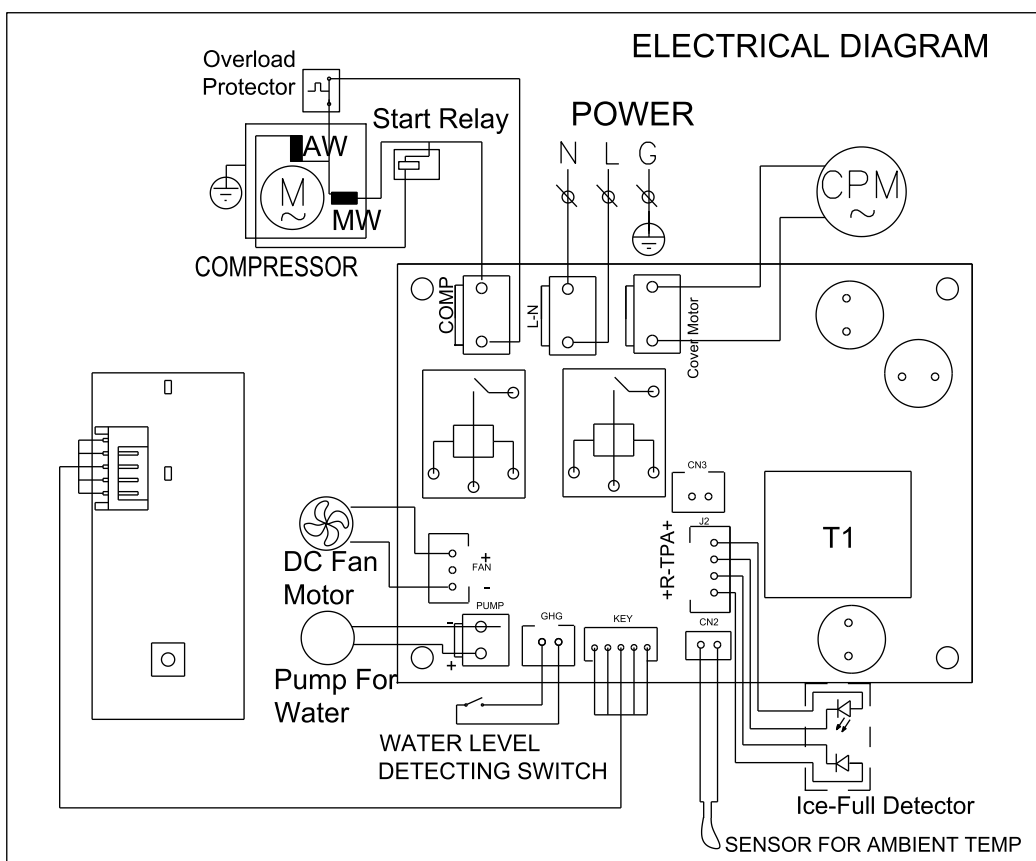 ELECTRICAL DIAGRAM
Overload
Protector
Start Relay
POWER
AW
N L G
M
~
MW
CPM
~
COMPRESSOR
COMP
L-N
Cover Motor
CN3
J2
+R-TPA+
T1
DC Fan
Motor
+
FAN
-
PUMP
-
+
GHG
KEY
CN2
Pump For
Water
WATER LEVEL
DETECTING SWITCH
Ice-Full Detector
SENSOR FOR AMBIENT TEMP